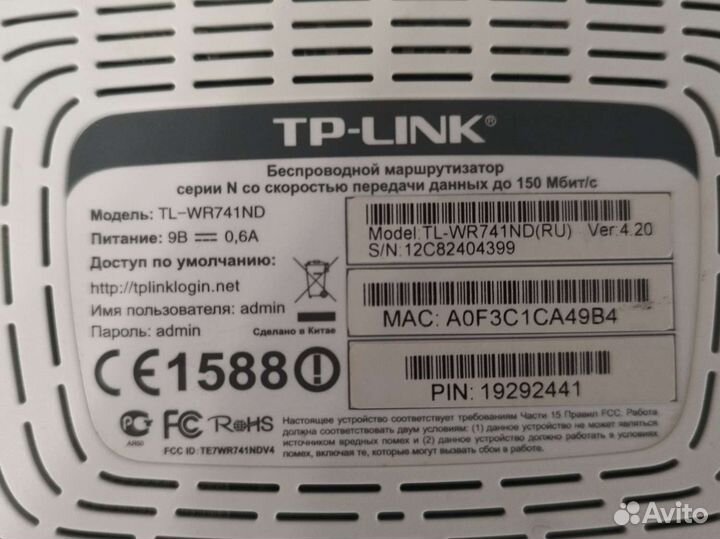 TP-LINK®
Беспроводной маршрутизатор
серии N со скоростью передачи данных до 150 Мбит/с
Модель: TL-WR741ND
Питание: 9В ⎓ 0,6А
Доступ по умолчанию:
http://tplinklogin.net
Имя пользователя: admin
Пароль: admin
Сделано в Китае
Model:TL-WR741ND(RU) Ver:4.20
S/N:12C82404399
MAC: A0F3C1CA49B4
PIN: 19292441
CE1588!
АЯ60 FC RoHS
FCC ID: TE7WR741NDV4
Настоящее устройство соответствует требованиям Части 15 Правил FCC. Работа
должна соответствовать двум условиям: (1) данное устройство не может являться
источником вредных помех и (2) данное устройство должно работать в условиях
помех, включая те, которые могут вызвать сбои в работе.
Avito